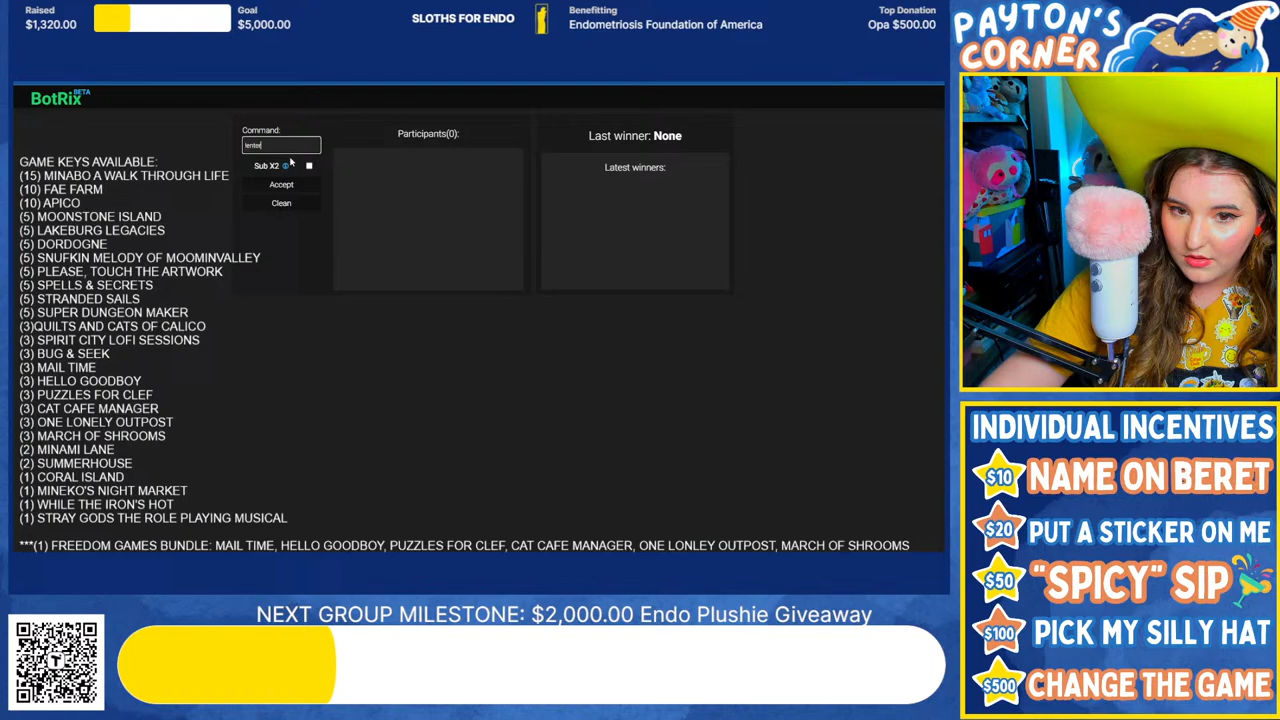 Raised
$1,320.00
Goal
$5,000.00
SLOTHS FOR ENDO
Benefitting
Endometriosis Foundation of America
Top Donation
Opa $500.00
PAYTON'S
CORNER
BotRix BETA
Command:
!enter
Sub X2
Accept
Clean
Participants(0):
Last winner: None
Latest winners:
GAME KEYS AVAILABLE:
(15) MINABO A WALK THROUGH LIFE
(10) FAE FARM
(10) APICO
(5) MOONSTONE ISLAND
(5) LAKEBURG LEGACIES
(5) DORDOGNE
(5) SNUFKIN MELODY OF MOOMINVALLEY
(5) PLEASE, TOUCH THE ARTWORK
(5) SPELLS & SECRETS
(5) STRANDED SAILS
(5) SUPER DUNGEON MAKER
(3)QUILTS AND CATS OF CALICO
(3) SPIRIT CITY LOFI SESSIONS
(3) BUG & SEEK
(3) MAIL TIME
(3) HELLO GOODBOY
(3) PUZZLES FOR CLEF
(3) CAT CAFE MANAGER
(3) ONE LONELY OUTPOST
(3) MARCH OF SHROOMS
(2) MINAMI LANE
(2) SUMMERHOUSE
(1) CORAL ISLAND
(1) MINEKO'S NIGHT MARKET
(1) WHILE THE IRON'S HOT
(1) STRAY GODS THE ROLE PLAYING MUSICAL
***(1) FREEDOM GAMES BUNDLE: MAIL TIME, HELLO GOODBOY, PUZZLES FOR CLEF, CAT CAFE MANAGER, ONE LONLEY OUTPOST, MARCH OF SHROOMS
INDIVIDUAL INCENTIVES
$10 NAME ON BERET
$20 PUT A STICKER ON ME
$50 "SPICY" SIP
$100 PICK MY SILLY HAT
$500 CHANGE THE GAME
NEXT GROUP MILESTONE: $2,000.00 Endo Plushie Giveaway